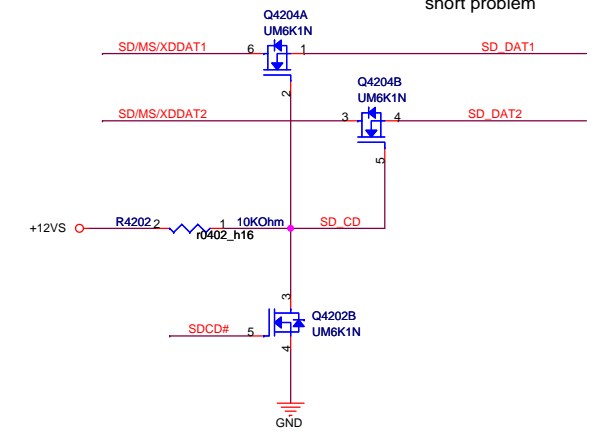 short problem
Q4204A
UM6K1N
SD/MS/XDDAT1
6
1
SD_DAT1
2
Q4204B
UM6K1N
SD/MS/XDDAT2
3
4
SD_DAT2
5
+12VS
R4202
2
1
10KOhm
SD_CD
r0402_h16
3
Q4202B
UM6K1N
SDCD#
5
4
GND